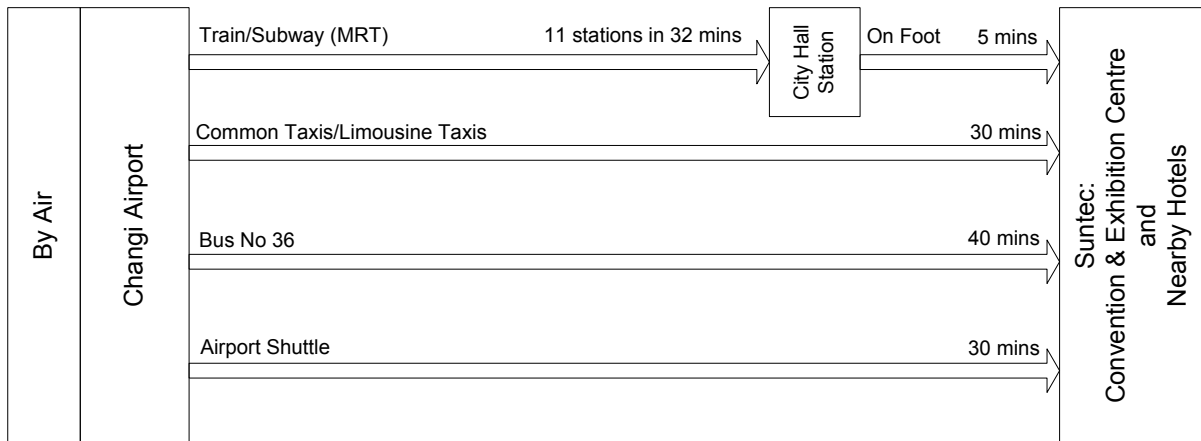 By Air
Changi Airport
Train/Subway (MRT)
11 stations in 32 mins
City Hall
Station
On Foot
5 mins
Common Taxis/Limousine Taxis
30 mins
Bus No 36
40 mins
Airport Shuttle
30 mins
Suntec:
Convention & Exhibition Centre
and
Nearby Hotels